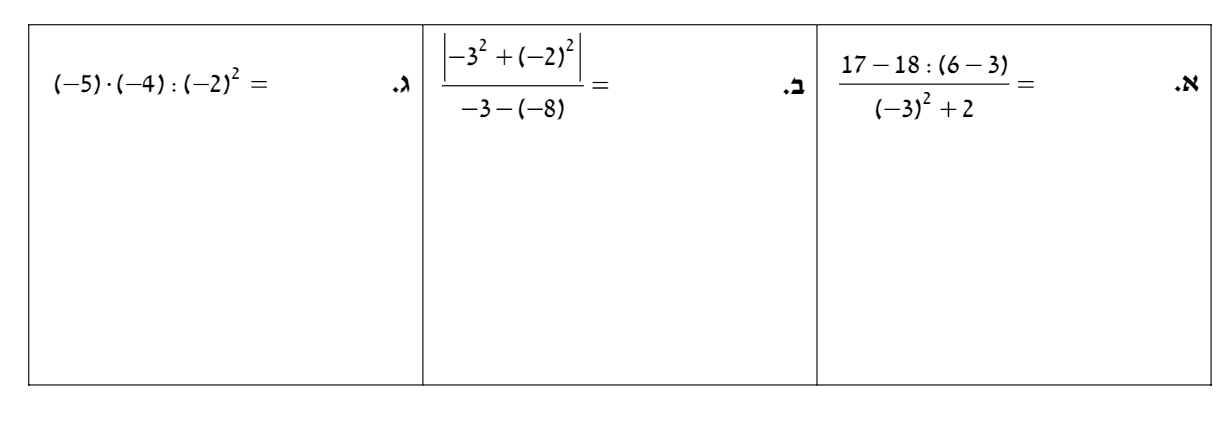 א. (17 − 18 : (6 − 3)) / ((−3)² + 2) =
ב. |−3² + (−2)²| / (−3 − (−8)) =
ג. (−5) · (−4) : (−2)² =